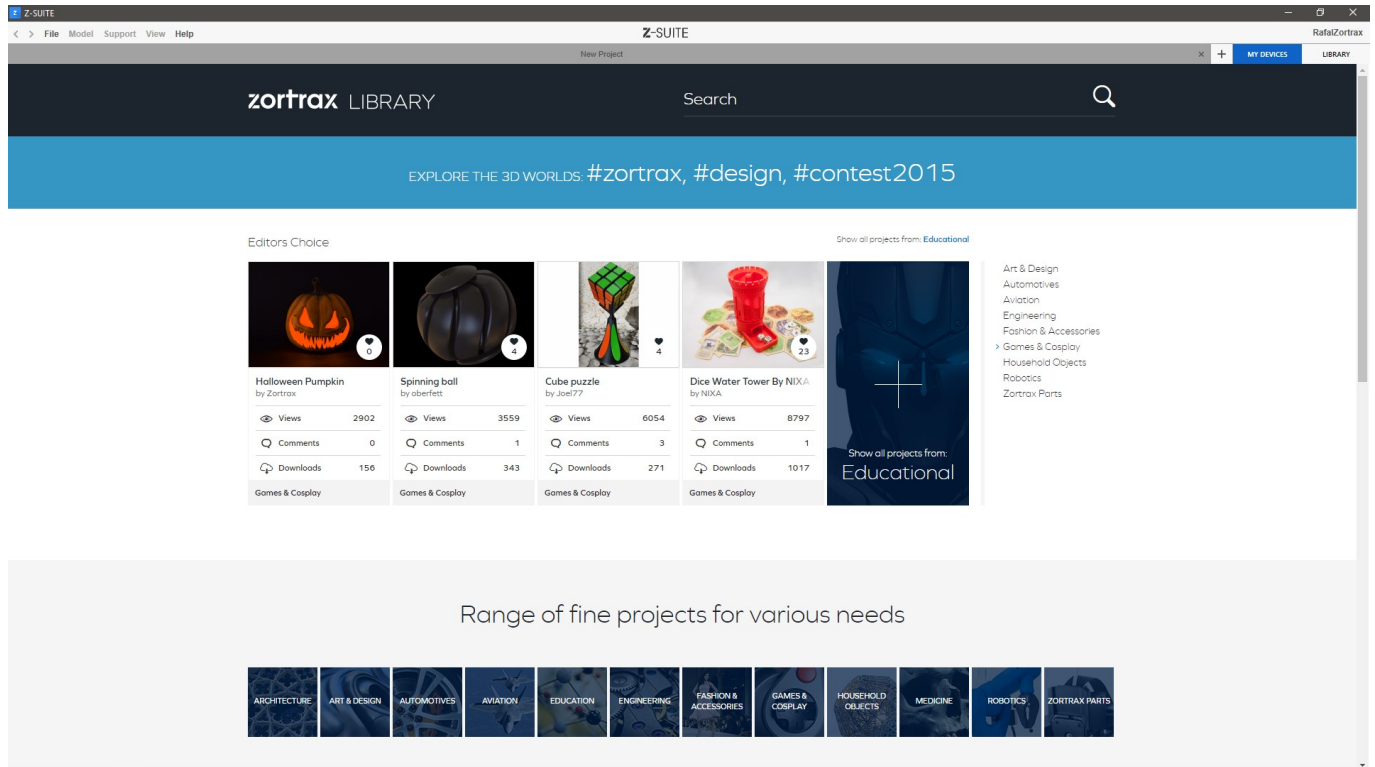 Z-SUITE
File Model Support View Help
Z-SUITE
RafalZortrax
New Project
MY DEVICES
LIBRARY
zortrax LIBRARY
Search
EXPLORE THE 3D WORLDS: #zortrax, #design, #contest2015
Editors Choice
Show all projects from: Educational
0
Halloween Pumpkin
by Zortrax
Views 2902
Comments 0
Downloads 156
Games & Cosplay
4
Spinning ball
by oberfett
Views 3559
Comments 1
Downloads 343
Games & Cosplay
4
Cube puzzle
by Joel77
Views 6054
Comments 3
Downloads 271
Games & Cosplay
23
Dice Water Tower By NIXA
by NIXA
Views 8797
Comments 1
Downloads 1017
Games & Cosplay
Show all projects from:
Educational
Art & Design
Automotives
Aviation
Engineering
Fashion & Accessories
Games & Cosplay
Household Objects
Robotics
Zortrax Parts
Range of fine projects for various needs
ARCHITECTURE
ART & DESIGN
AUTOMOTIVES
AVIATION
EDUCATION
ENGINEERING
FASHION &
ACCESSORIES
GAMES &
COSPLAY
HOUSEHOLD
OBJECTS
MEDICINE
ROBOTICS
ZORTRAX PARTS